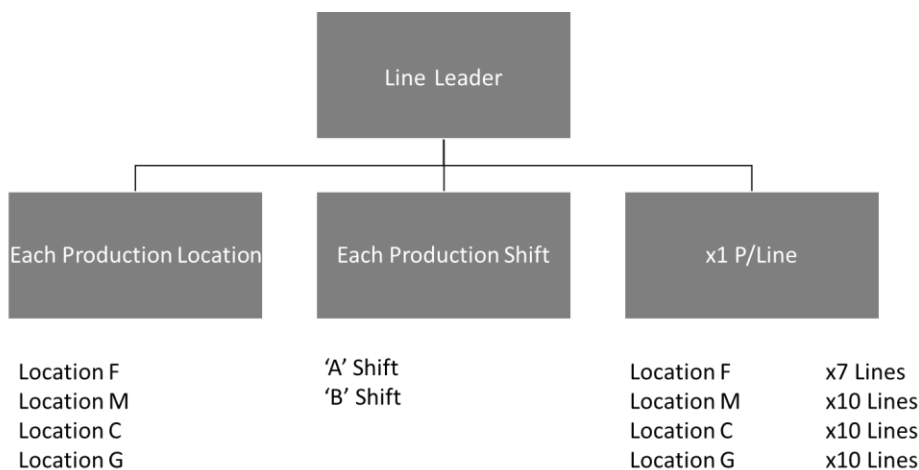 Line Leader
Each Production Location
Each Production Shift
x1 P/Line
Location F
Location M
Location C
Location G
‘A’ Shift
‘B’ Shift
Location F x7 Lines
Location M x10 Lines
Location C x10 Lines
Location G x10 Lines